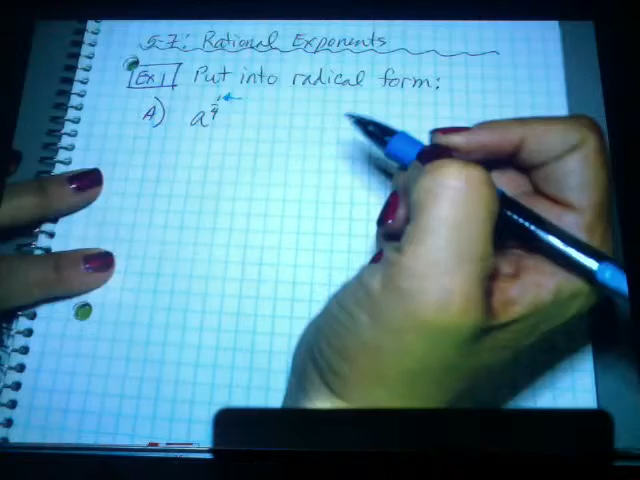 5-7: Rational Exponents
Ex 1 Put into radical form:
A) a^1/4